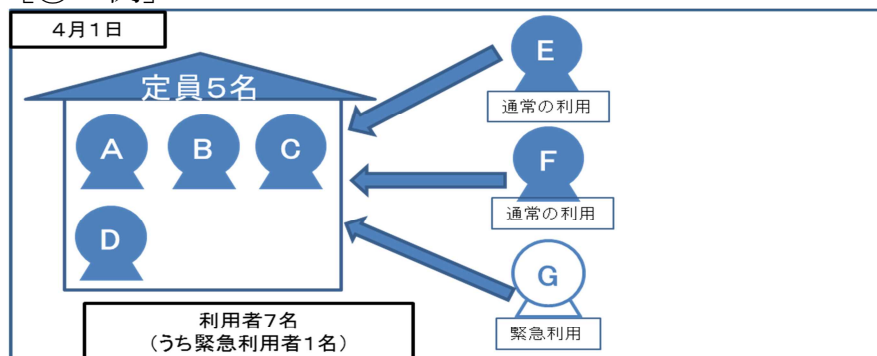 ４月１日
定員５名
A B C
D
E
通常の利用
F
通常の利用
G
緊急利用
利用者７名
（うち緊急利用者１名）